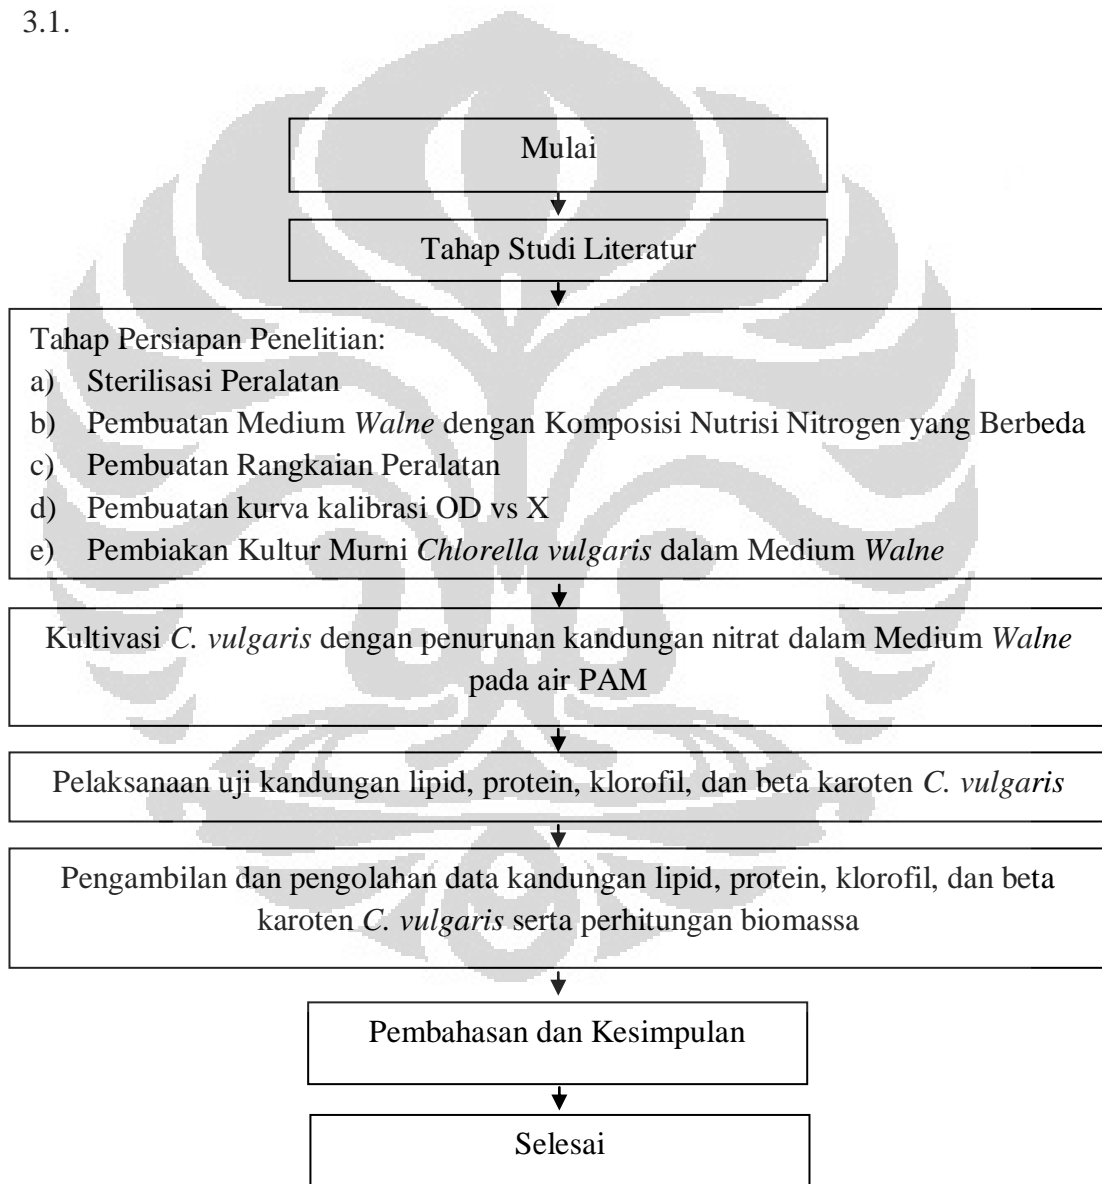 3.1.
Mulai
Tahap Studi Literatur
Tahap Persiapan Penelitian:
a) Sterilisasi Peralatan
b) Pembuatan Medium Walne dengan Komposisi Nutrisi Nitrogen yang Berbeda
c) Pembuatan Rangkaian Peralatan
d) Pembuatan kurva kalibrasi OD vs X
e) Pembiakan Kultur Murni Chlorella vulgaris dalam Medium Walne
Kultivasi C. vulgaris dengan penurunan kandungan nitrat dalam Medium Walne
pada air PAM
Pelaksanaan uji kandungan lipid, protein, klorofil, dan beta karoten C. vulgaris
Pengambilan dan pengolahan data kandungan lipid, protein, klorofil, dan beta
karoten C. vulgaris serta perhitungan biomassa
Pembahasan dan Kesimpulan
Selesai